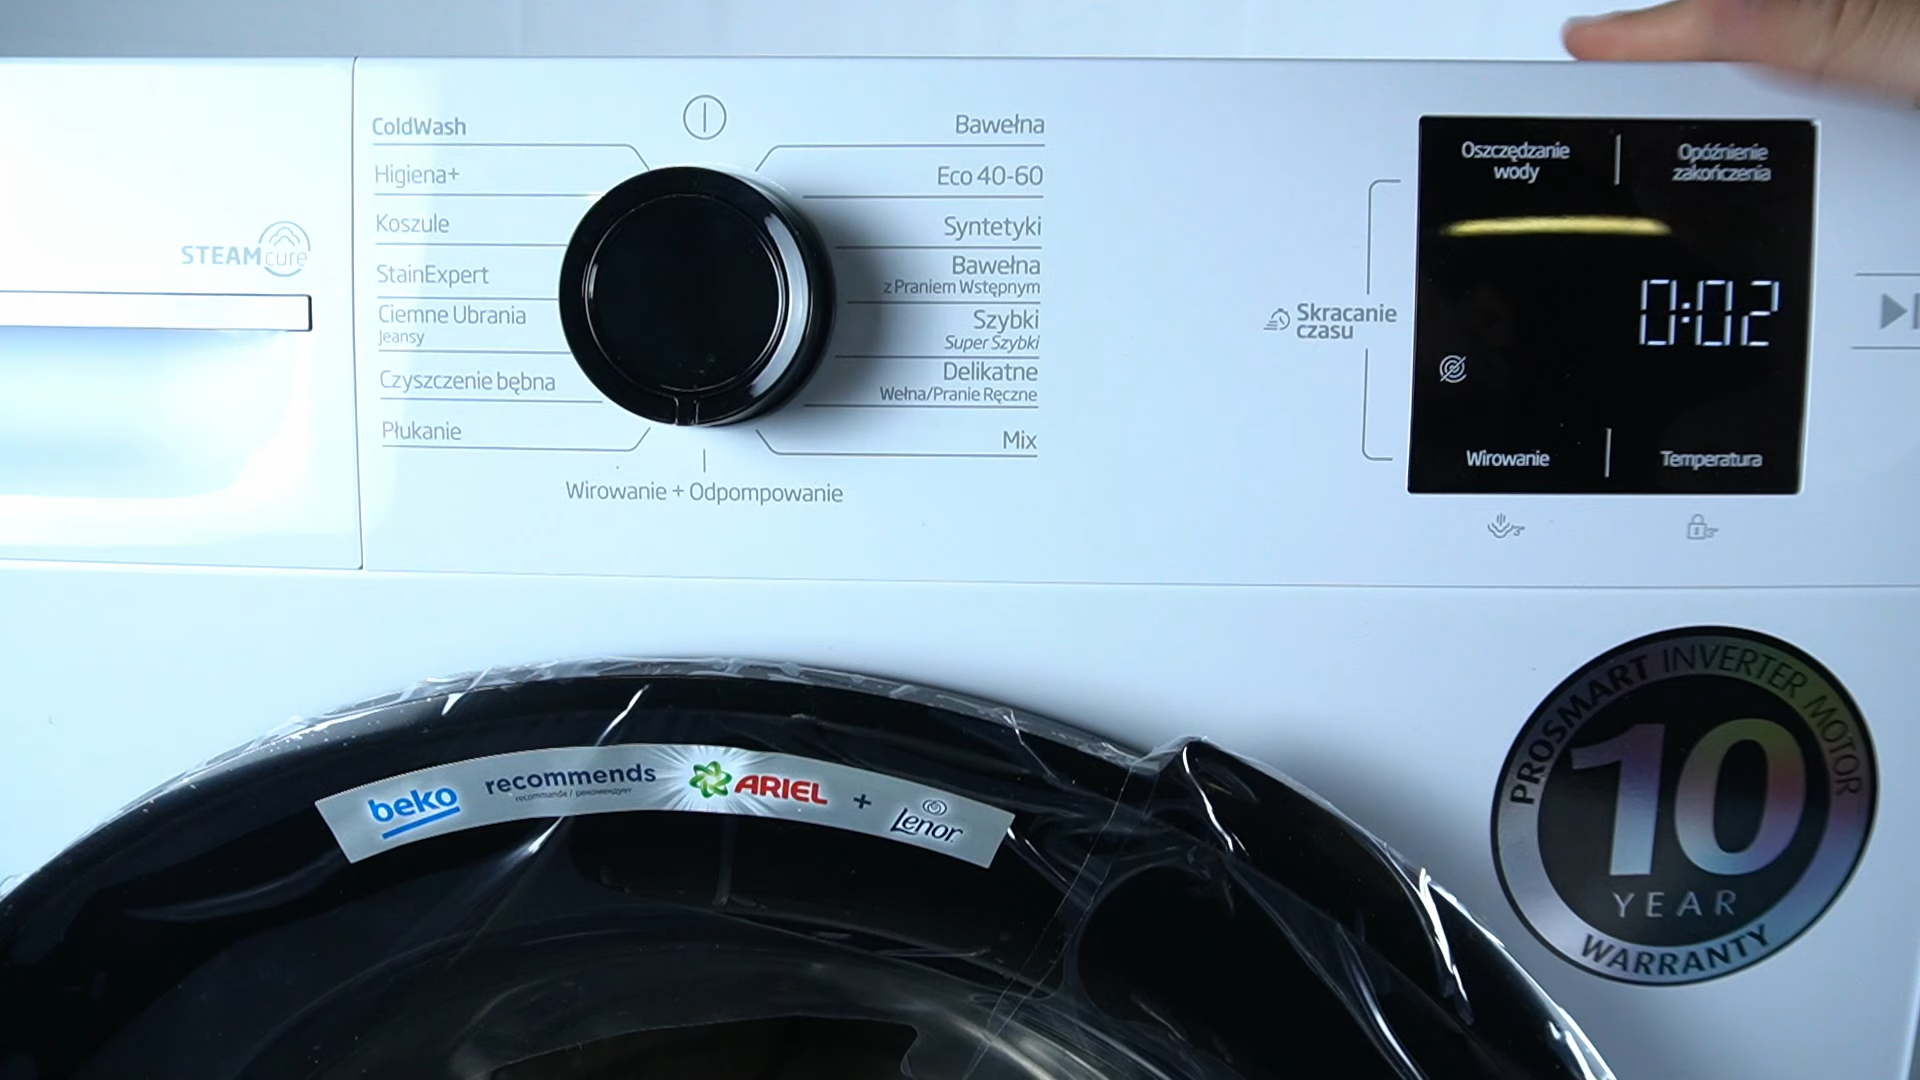 STEAMcure
ColdWash
Higiena+
Koszule
StainExpert
Ciemne Ubrania
Jeansy
Czyszczenie bębna
Płukanie
Wirowanie + Odpompowanie
Bawełna
Eco 40-60
Syntetyki
Bawełna
z Praniem Wstępnym
Szybki
Super Szybki
Delikatne
Wełna/Pranie Ręczne
Mix
Skracanie
czasu
Oszczędzanie
wody
Opóźnienie
zakończenia
0:02
Wirowanie
Temperatura
beko
recommends
ARIEL
+
Lenor
PROSMART INVERTER MOTOR
10
YEAR
WARRANTY